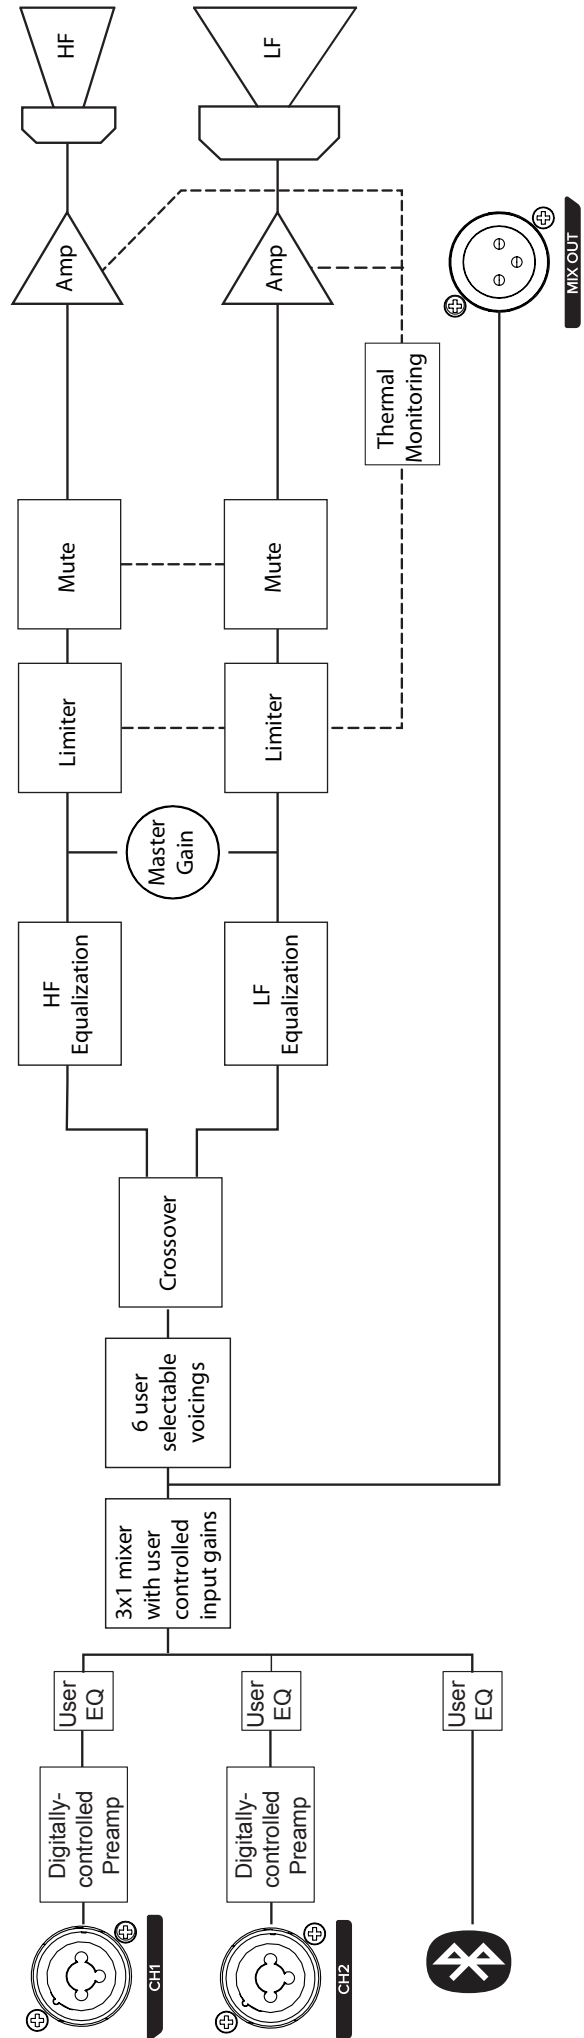 HF
LF
Amp
Amp
MIX OUT
Thermal
Monitoring
Mute
Mute
Limiter
Limiter
Master
Gain
HF
Equalization
LF
Equalization
Crossover
6 user
selectable
voicings
3x1 mixer
with user
controlled
input gains
User
EQ
User
EQ
User
EQ
Digitally-
controlled
Preamp
Digitally-
controlled
Preamp
CH1
CH2